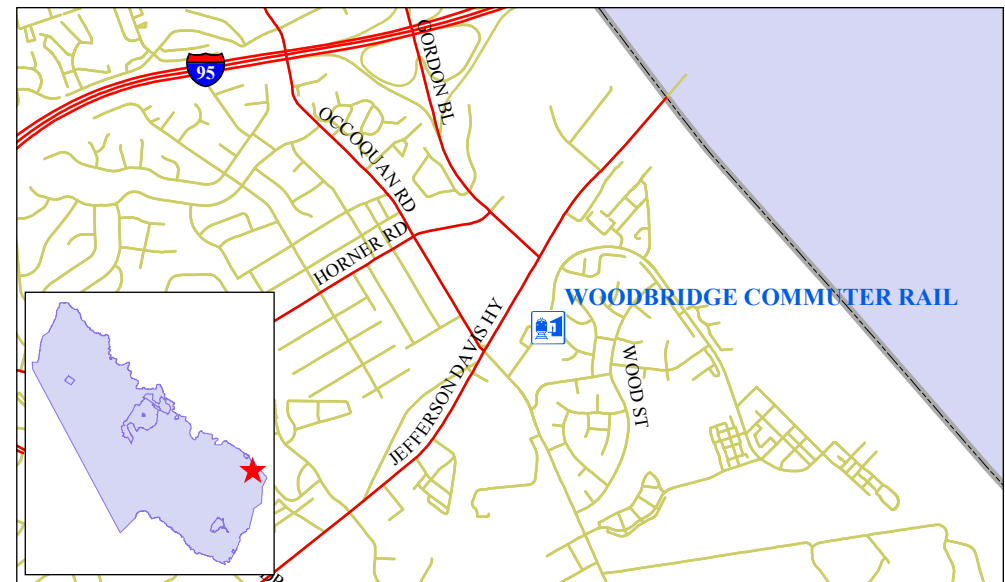 GORDON BL
95
OCCOQUAN RD
HORNER RD
WOODBRIDGE COMMUTER RAIL
JEFFERSON DAVIS HY
WOOD ST